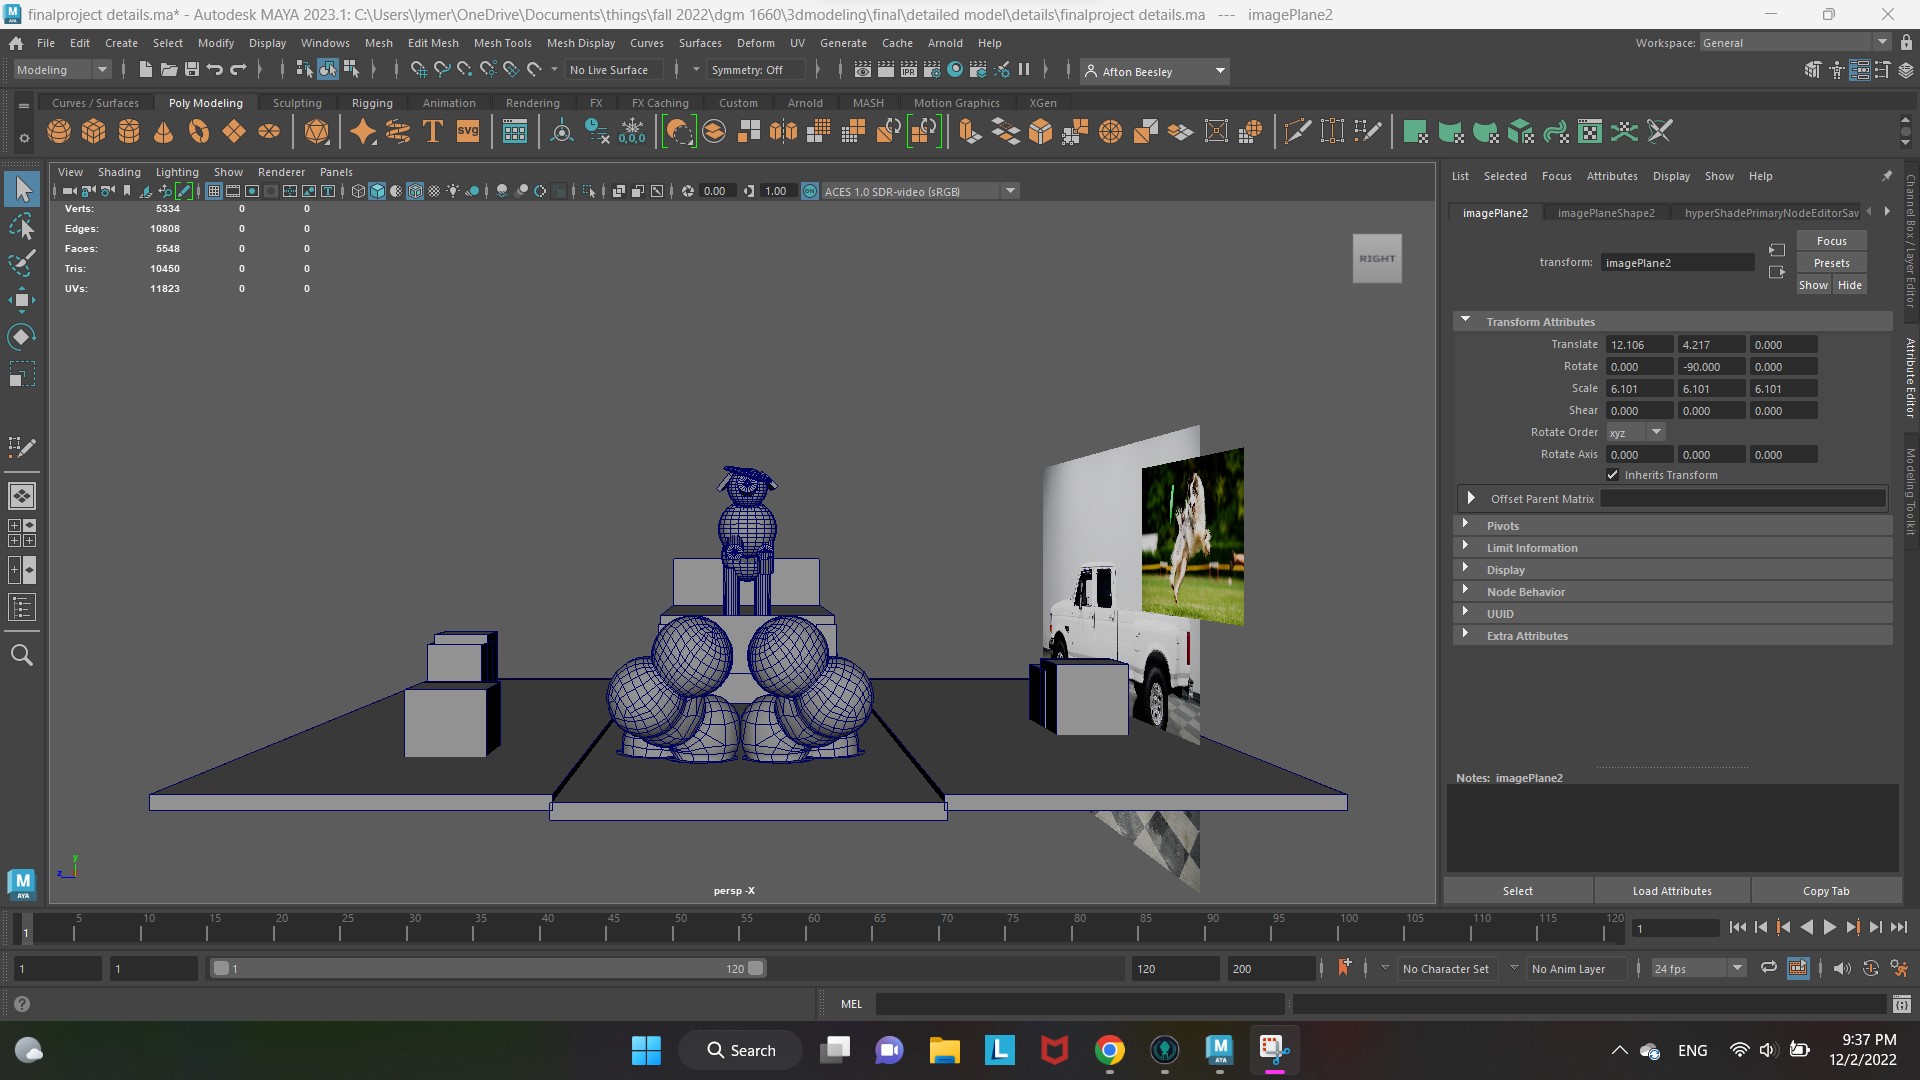 finalproject details.ma* - Autodesk MAYA 2023.1: C:\Users\lymer\OneDrive\Documents\things\fall 2022\dgm 1660\3dmodeling\final\detailed model\details\finalproject details.ma --- imagePlane2
File Edit Create Select Modify Display Windows Mesh Edit Mesh Mesh Tools Mesh Display Curves Surfaces Deform UV Generate Cache Arnold Help Workspace: General
Modeling No Live Surface Symmetry: Off IPR Afton Beesley
Curves / Surfaces Poly Modeling Sculpting Rigging Animation Rendering FX FX Caching Custom Arnold MASH Motion Graphics XGen
T svg 0,0,0
View Shading Lighting Show Renderer Panels
0.00 1.00 ON ACES 1.0 SDR-video (sRGB)
Verts: 5334 0 0
Edges: 10808 0 0
Faces: 5548 0 0
Tris: 10450 0 0
UVs: 11823 0 0
RIGHT
y
z
persp -X
List Selected Focus Attributes Display Show Help
imagePlane2 imagePlaneShape2 hyperShadePrimaryNodeEditorSav
Focus
transform: imagePlane2 Presets
Show Hide
Transform Attributes
Translate 12.106 4.217 0.000
Rotate 0.000 -90.000 0.000
Scale 6.101 6.101 6.101
Shear 0.000 0.000 0.000
Rotate Order xyz
Rotate Axis 0.000 0.000 0.000
Inherits Transform
Offset Parent Matrix
Pivots
Limit Information
Display
Node Behavior
UUID
Extra Attributes
Notes: imagePlane2
Select Load Attributes Copy Tab
Channel Box / Layer Editor
Attribute Editor
Modeling Toolkit
M
AYA
5 10 15 20 25 30 35 40 45 50 55 60 65 70 75 80 85 90 95 100 105 110 115 120
1 1
1 1 1 120 120 200 No Character Set No Anim Layer 24 fps
MEL
Search L M AYA ENG 9:37 PM
12/2/2022